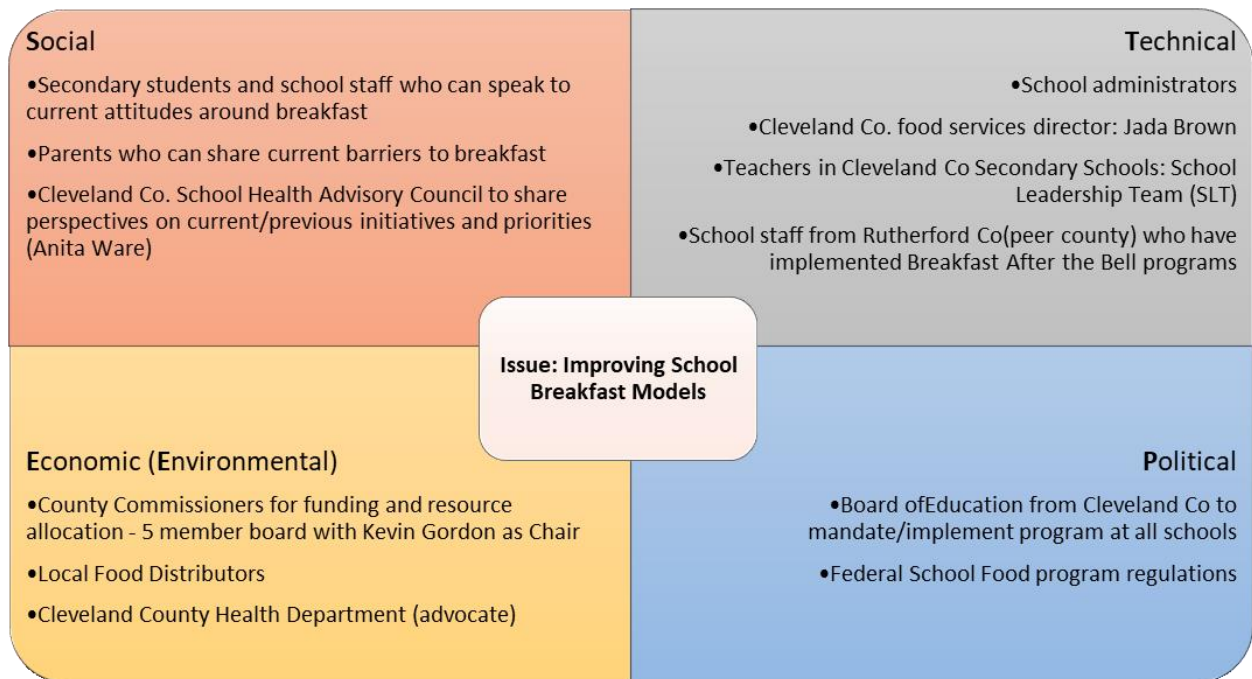 Social
•Secondary students and school staff who can speak to
current attitudes around breakfast
•Parents who can share current barriers to breakfast
•Cleveland Co. School Health Advisory Council to share
perspectives on current/previous initiatives and priorities
(Anita Ware)
Technical
•School administrators
•Cleveland Co. food services director: Jada Brown
•Teachers in Cleveland Co Secondary Schools: School
Leadership Team (SLT)
•School staff from Rutherford Co(peer county) who have
implemented Breakfast After the Bell programs
Issue: Improving School
Breakfast Models
Economic (Environmental)
•County Commissioners for funding and resource
allocation - 5 member board with Kevin Gordon as Chair
•Local Food Distributors
•Cleveland County Health Department (advocate)
Political
•Board ofEducation from Cleveland Co to
mandate/implement program at all schools
•Federal School Food program regulations